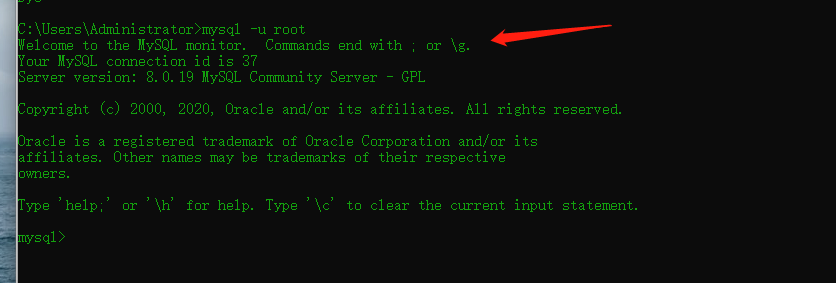 C:\Users\Administrator>mysql -u root
Welcome to the MySQL monitor.  Commands end with ; or \g.
Your MySQL connection id is 37
Server version: 8.0.19 MySQL Community Server - GPL
Copyright (c) 2000, 2020, Oracle and/or its affiliates. All rights reserved.
Oracle is a registered trademark of Oracle Corporation and/or its
affiliates. Other names may be trademarks of their respective
owners.
Type 'help;' or '\h' for help. Type '\c' to clear the current input statement.
mysql>